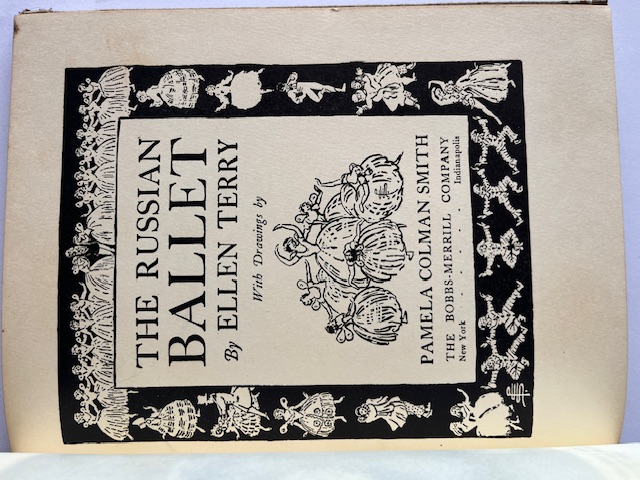 THE RUSSIAN
BALLET
By ELLEN TERRY
With Drawings by
PAMELA COLMAN SMITH
THE BOBBS-MERRILL COMPANY
New York . . . . . Indianapolis